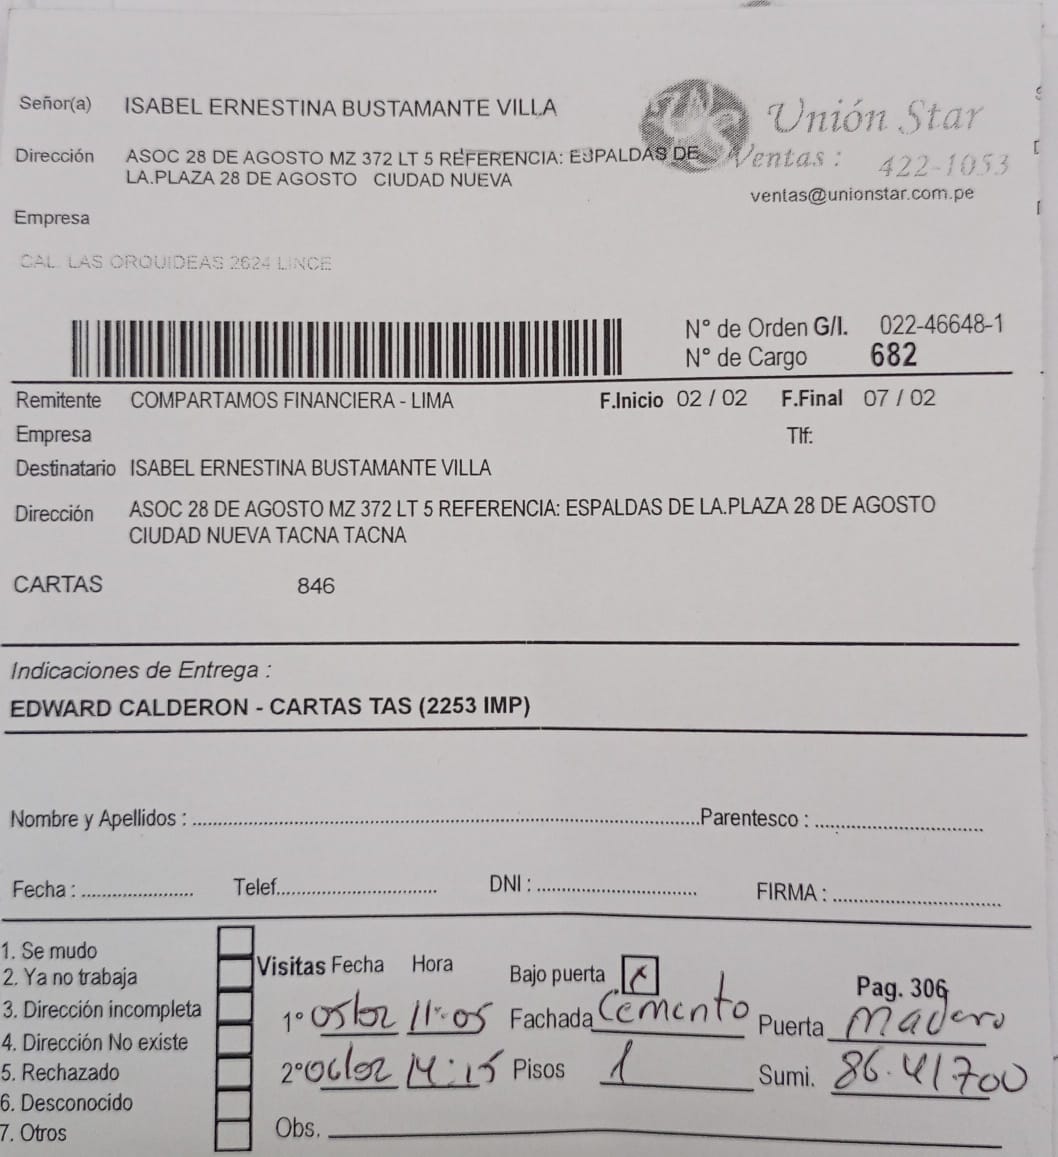 Señor(a) ISABEL ERNESTINA BUSTAMANTE VILLA
Unión Star
Dirección ASOC 28 DE AGOSTO MZ 372 LT 5 REFERENCIA: ESPALDAS DE
LA.PLAZA 28 DE AGOSTO CIUDAD NUEVA
Ventas : 422-1053
ventas@unionstar.com.pe
Empresa
CAL. LAS ORQUIDEAS 2624 LINCE
N° de Orden G/I. 022-46648-1
N° de Cargo 682
Remitente COMPARTAMOS FINANCIERA - LIMA F.Inicio 02 / 02 F.Final 07 / 02
Empresa Tlf:
Destinatario ISABEL ERNESTINA BUSTAMANTE VILLA
Dirección ASOC 28 DE AGOSTO MZ 372 LT 5 REFERENCIA: ESPALDAS DE LA.PLAZA 28 DE AGOSTO
CIUDAD NUEVA TACNA TACNA
CARTAS 846
Indicaciones de Entrega :
EDWARD CALDERON - CARTAS TAS (2253 IMP)
Nombre y Apellidos : Parentesco :
Fecha : Telef. DNI : FIRMA :
1. Se mudo
2. Ya no trabaja
3. Dirección incompleta
4. Dirección No existe
5. Rechazado
6. Desconocido
7. Otros
Visitas Fecha Hora Bajo puerta x Pag. 306
1° 05/02 11:05 Fachada Cemento Puerta Madero
2° 06/02 14:15 Pisos 1 Sumi. 86.41700
Obs.